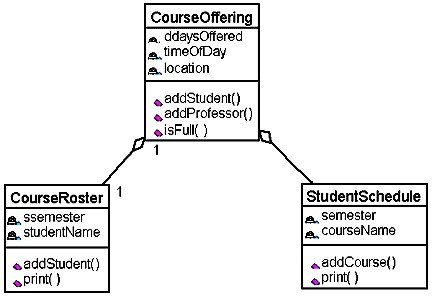 CourseOffering
ddaysOffered
timeOfDay
location
addStudent()
addProfessor()
isFull( )
1
1
CourseRoster
ssemester
studentName
addStudent()
print( )
StudentSchedule
semester
courseName
addCourse()
print( )